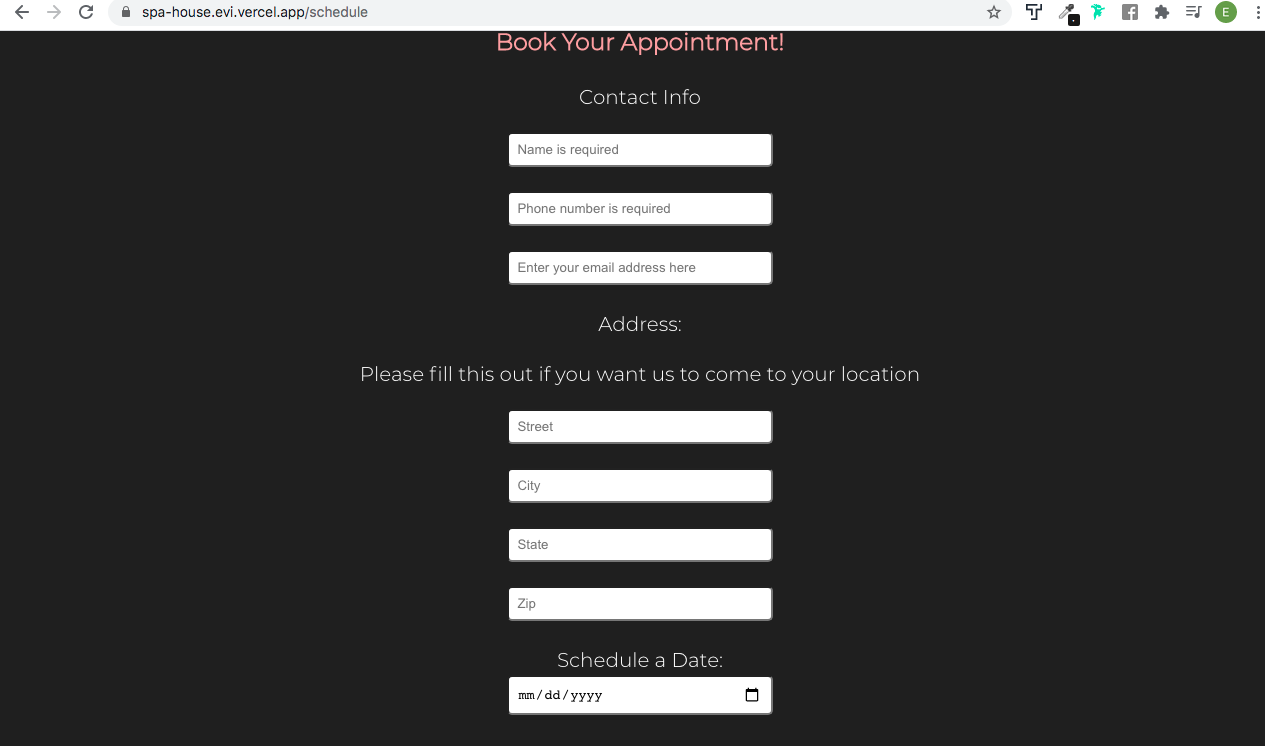 spa-house.evi.vercel.app/schedule
E
Book Your Appointment!
Contact Info
Name is required
Phone number is required
Enter your email address here
Address:
Please fill this out if you want us to come to your location
Street
City
State
Zip
Schedule a Date:
mm/dd/yyyy